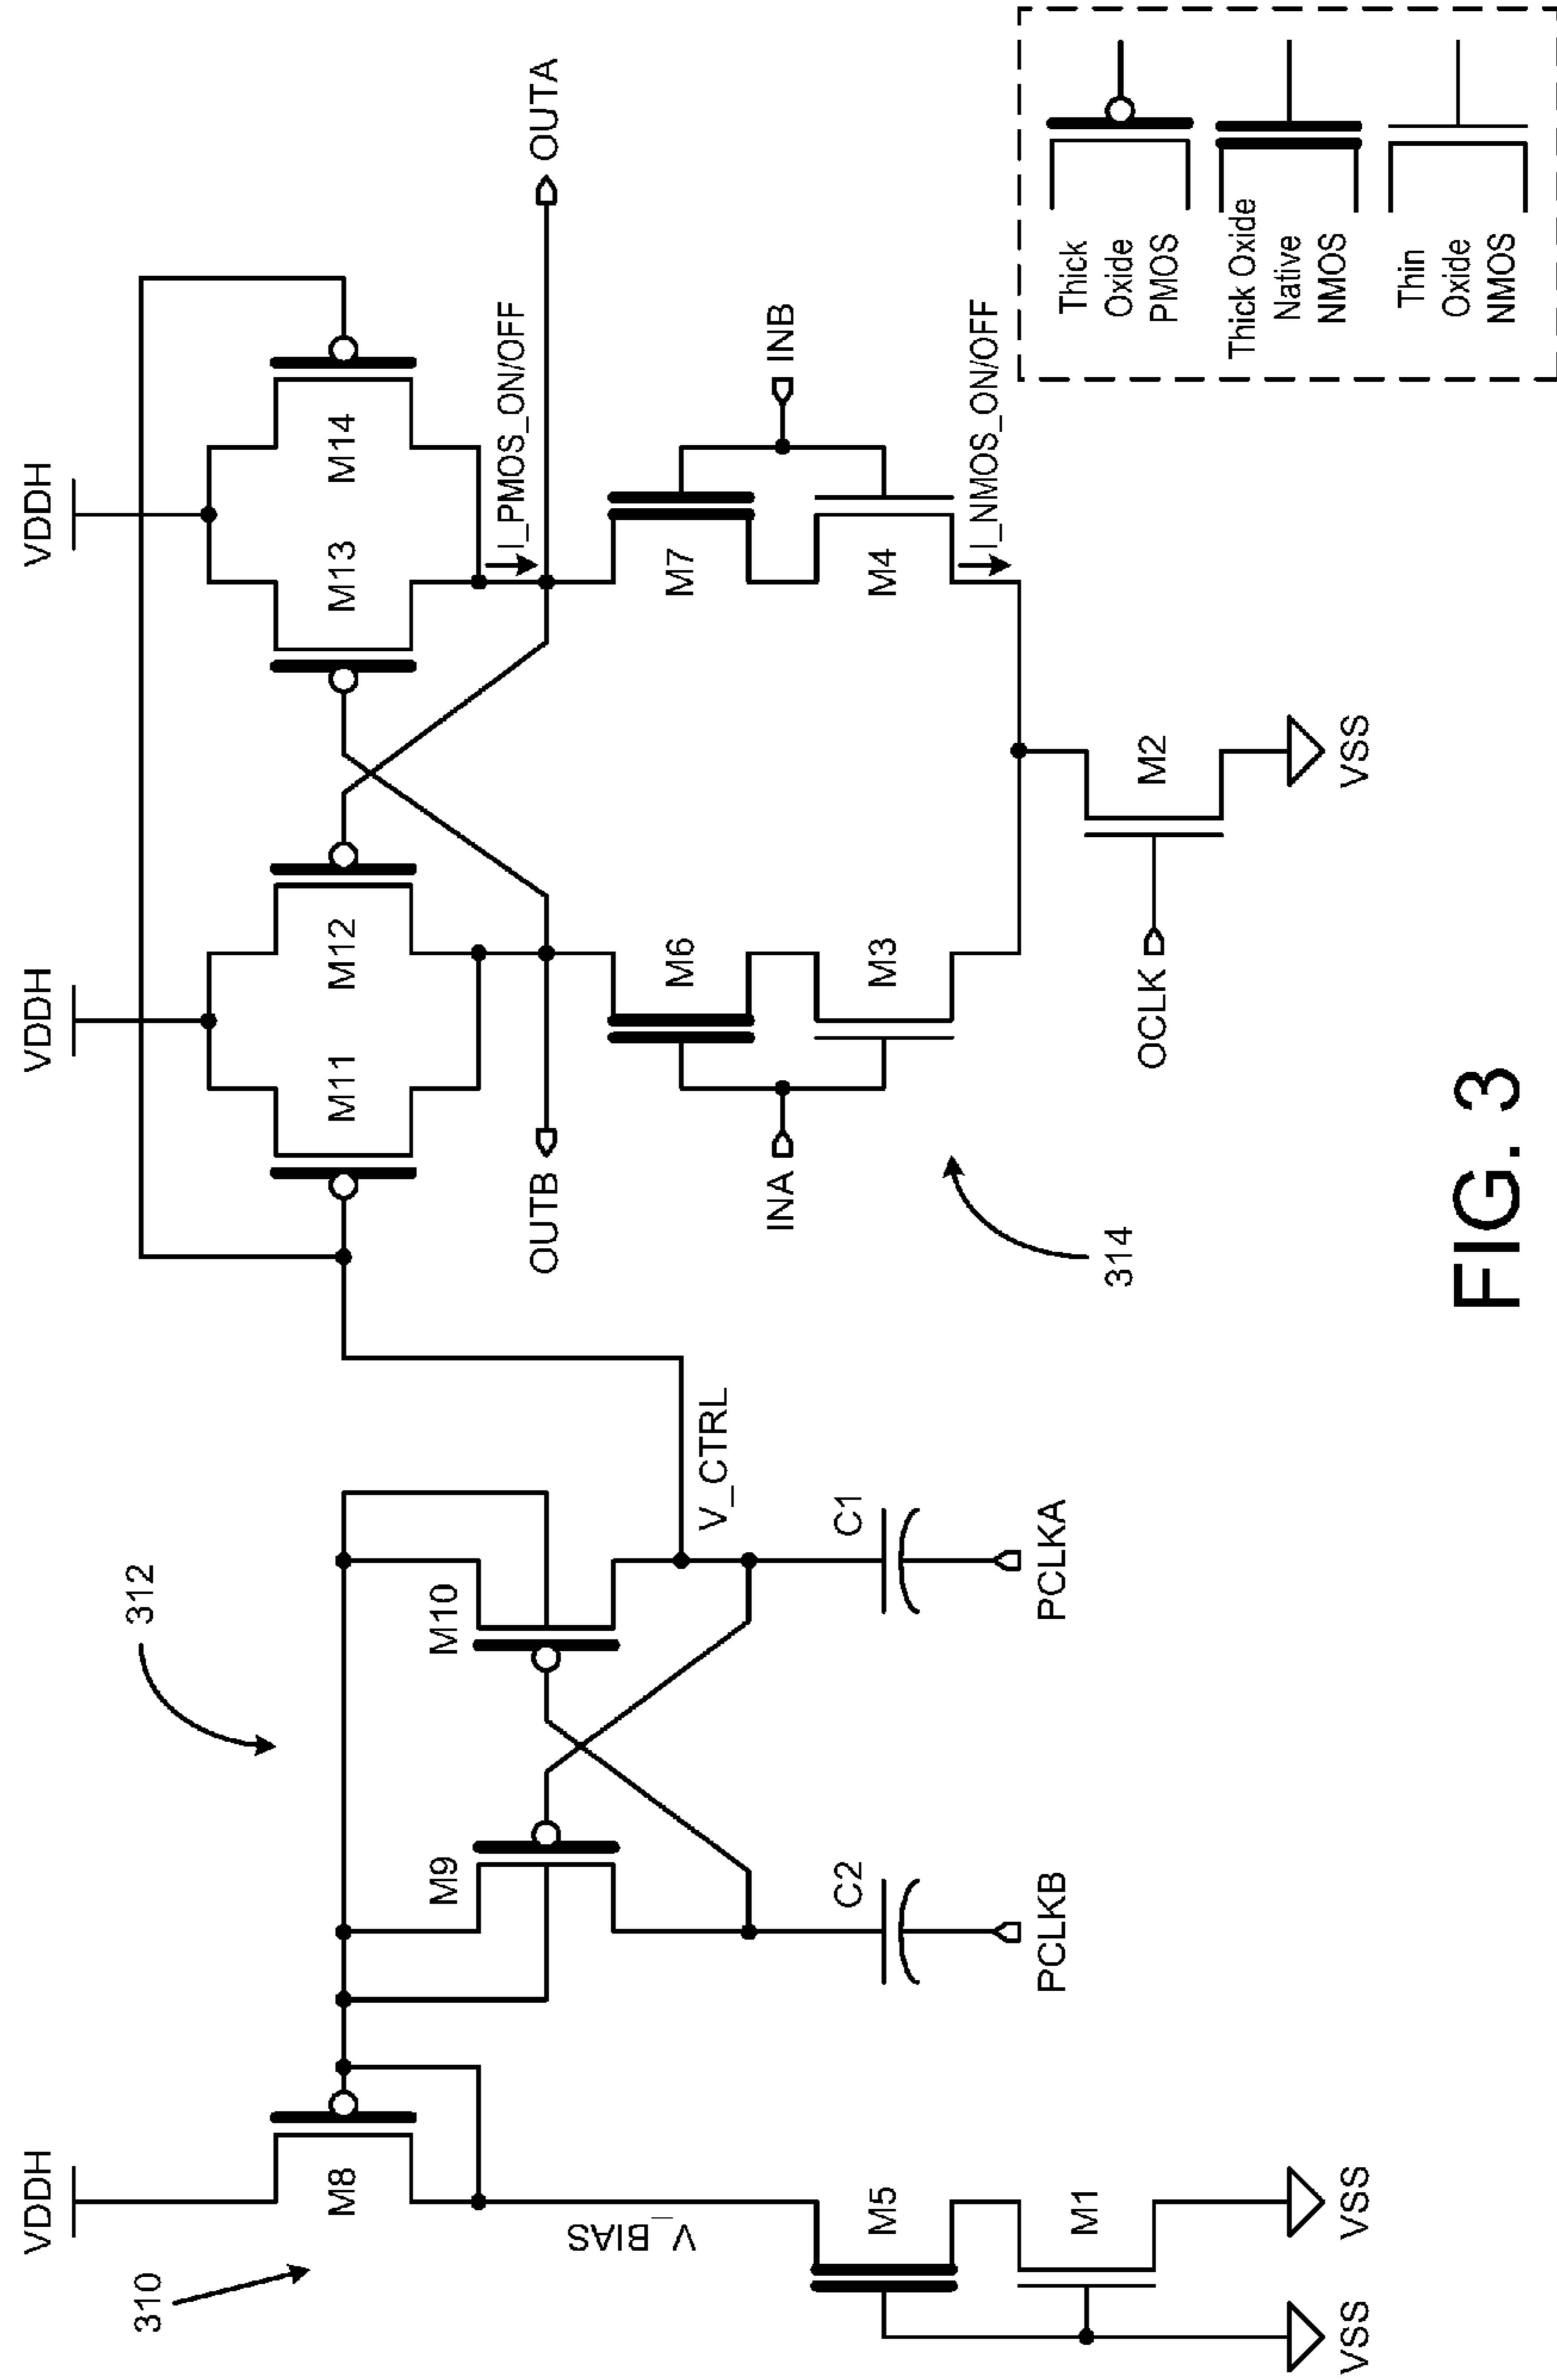 310
VDDH
M8
V_BIAS
M5
M1
VSS
VSS
312
M9
M10
C2
C1
PCLKB
PCLKA
V_CTRL
VDDH
VDDH
M11
M12
M13
M14
I_PMOS_ON/OFF
OUTB
OUTA
M6
M7
INA
INB
M3
M4
I_NMOS_ON/OFF
314
OCLK
M2
VSS
Thick
Oxide
PMOS
Thick Oxide
Native
NMOS
Thin
Oxide
NMOS
FIG. 3